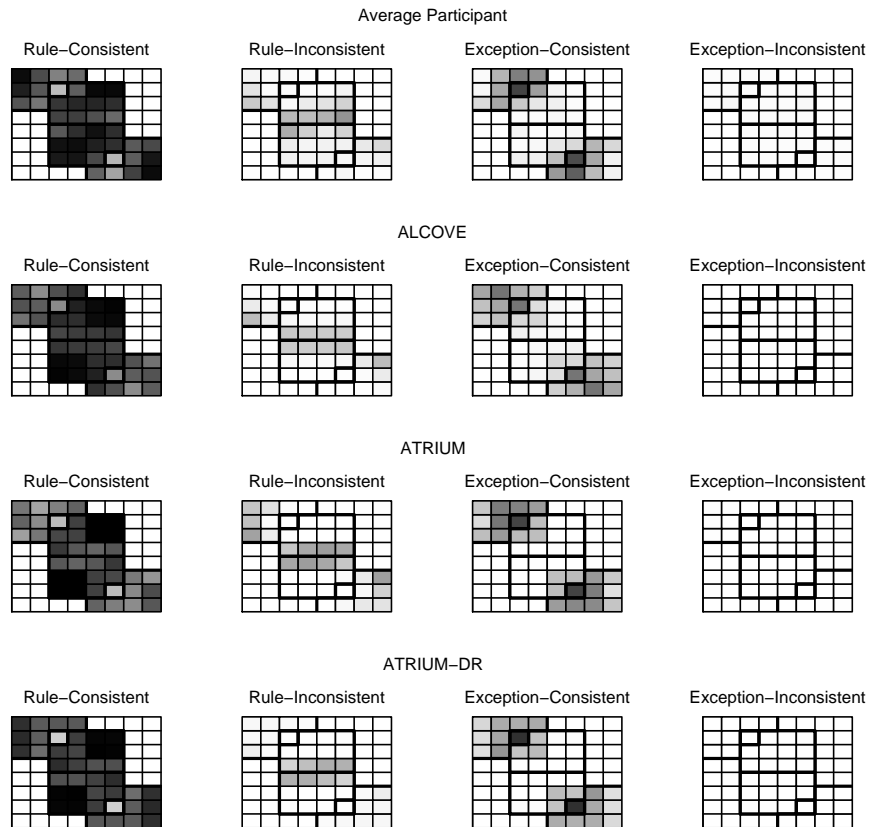 Average Participant
Rule−Consistent Rule−Inconsistent Exception−Consistent Exception−Inconsistent
ALCOVE
Rule−Consistent Rule−Inconsistent Exception−Consistent Exception−Inconsistent
ATRIUM
Rule−Consistent Rule−Inconsistent Exception−Consistent Exception−Inconsistent
ATRIUM−DR
Rule−Consistent Rule−Inconsistent Exception−Consistent Exception−Inconsistent